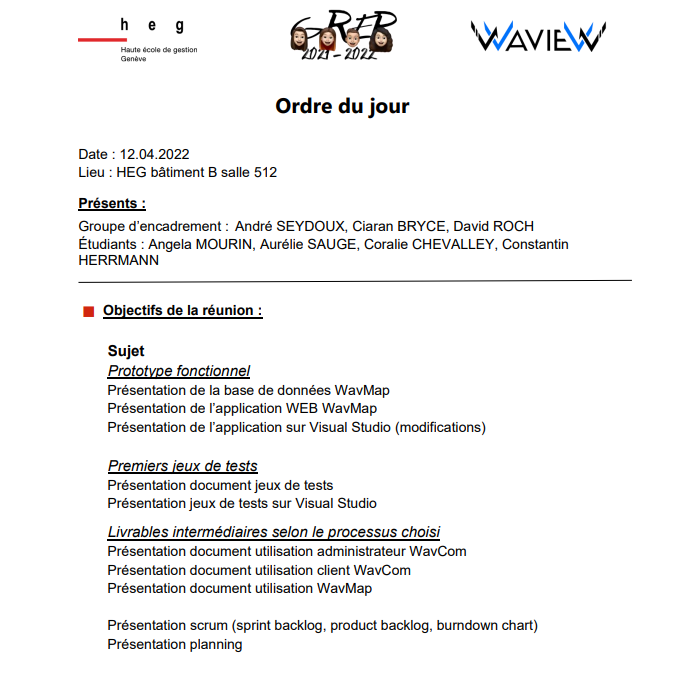 h e g
Haute école de gestion
Genève
GREP
2021 - 2022
WAVIEW
Ordre du jour
Date : 12.04.2022
Lieu : HEG bâtiment B salle 512
Présents :
Groupe d’encadrement : André SEYDOUX, Ciaran BRYCE, David ROCH
Étudiants : Angela MOURIN, Aurélie SAUGE, Coralie CHEVALLEY, Constantin
HERRMANN
Objectifs de la réunion :
Sujet
Prototype fonctionnel
Présentation de la base de données WavMap
Présentation de l’application WEB WavMap
Présentation de l’application sur Visual Studio (modifications)
Premiers jeux de tests
Présentation document jeux de tests
Présentation jeux de tests sur Visual Studio
Livrables intermédiaires selon le processus choisi
Présentation document utilisation administrateur WavCom
Présentation document utilisation client WavCom
Présentation document utilisation WavMap
Présentation scrum (sprint backlog, product backlog, burndown chart)
Présentation planning